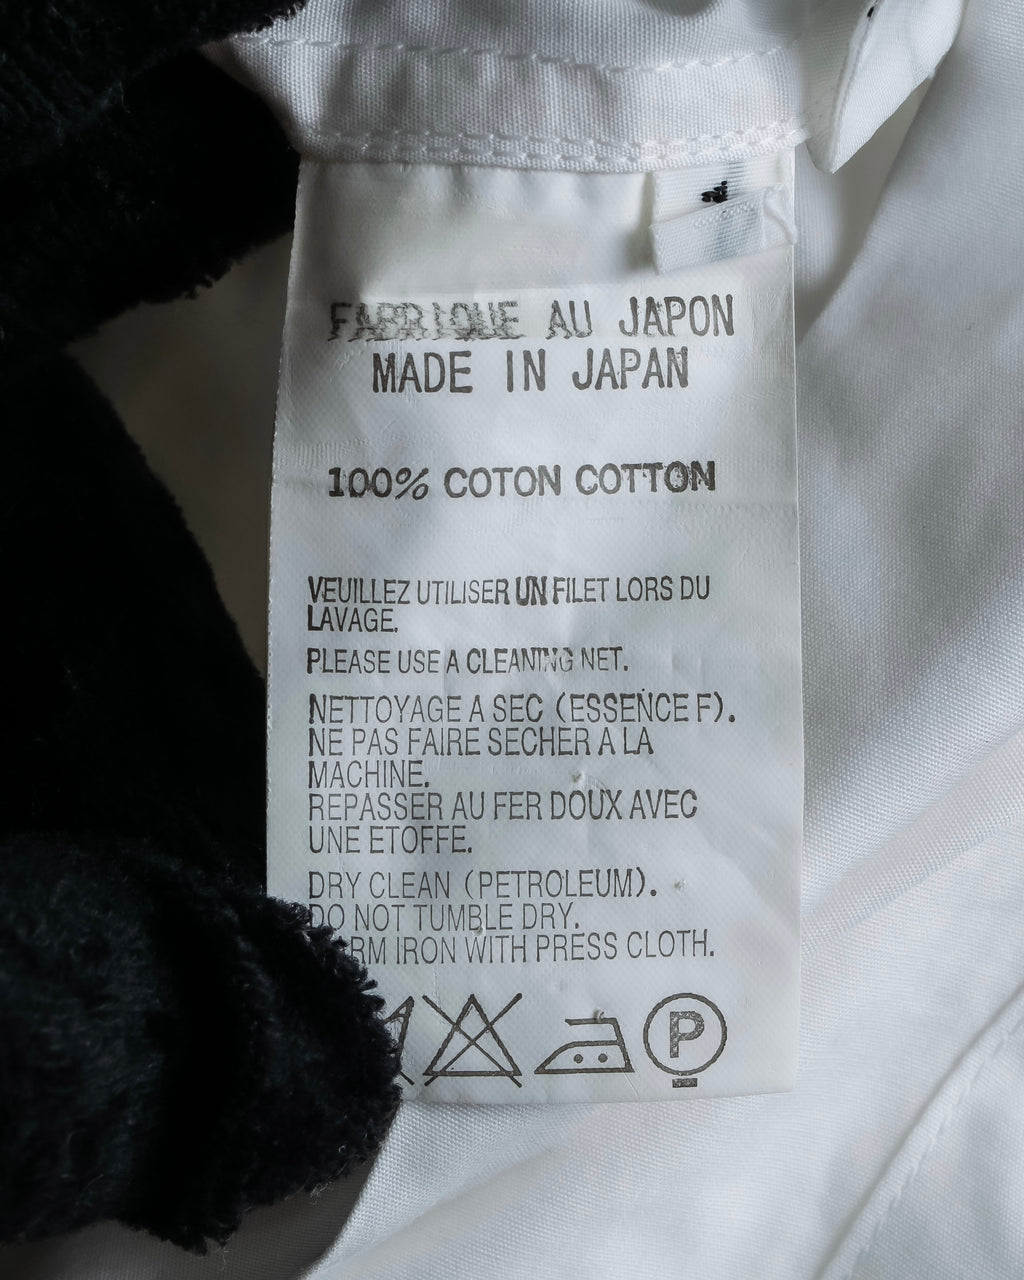 FABRIQUE AU JAPON
MADE IN JAPAN
100% COTON COTTON
VEUILLEZ UTILISER UN FILET LORS DU
LAVAGE.
PLEASE USE A CLEANING NET.
NETTOYAGE A SEC (ESSENCE F).
NE PAS FAIRE SECHER A LA
MACHINE.
REPASSER AU FER DOUX AVEC
UNE ETOFFE.
DRY CLEAN (PETROLEUM).
DO NOT TUMBLE DRY.
RM IRON WITH PRESS CLOTH.
P